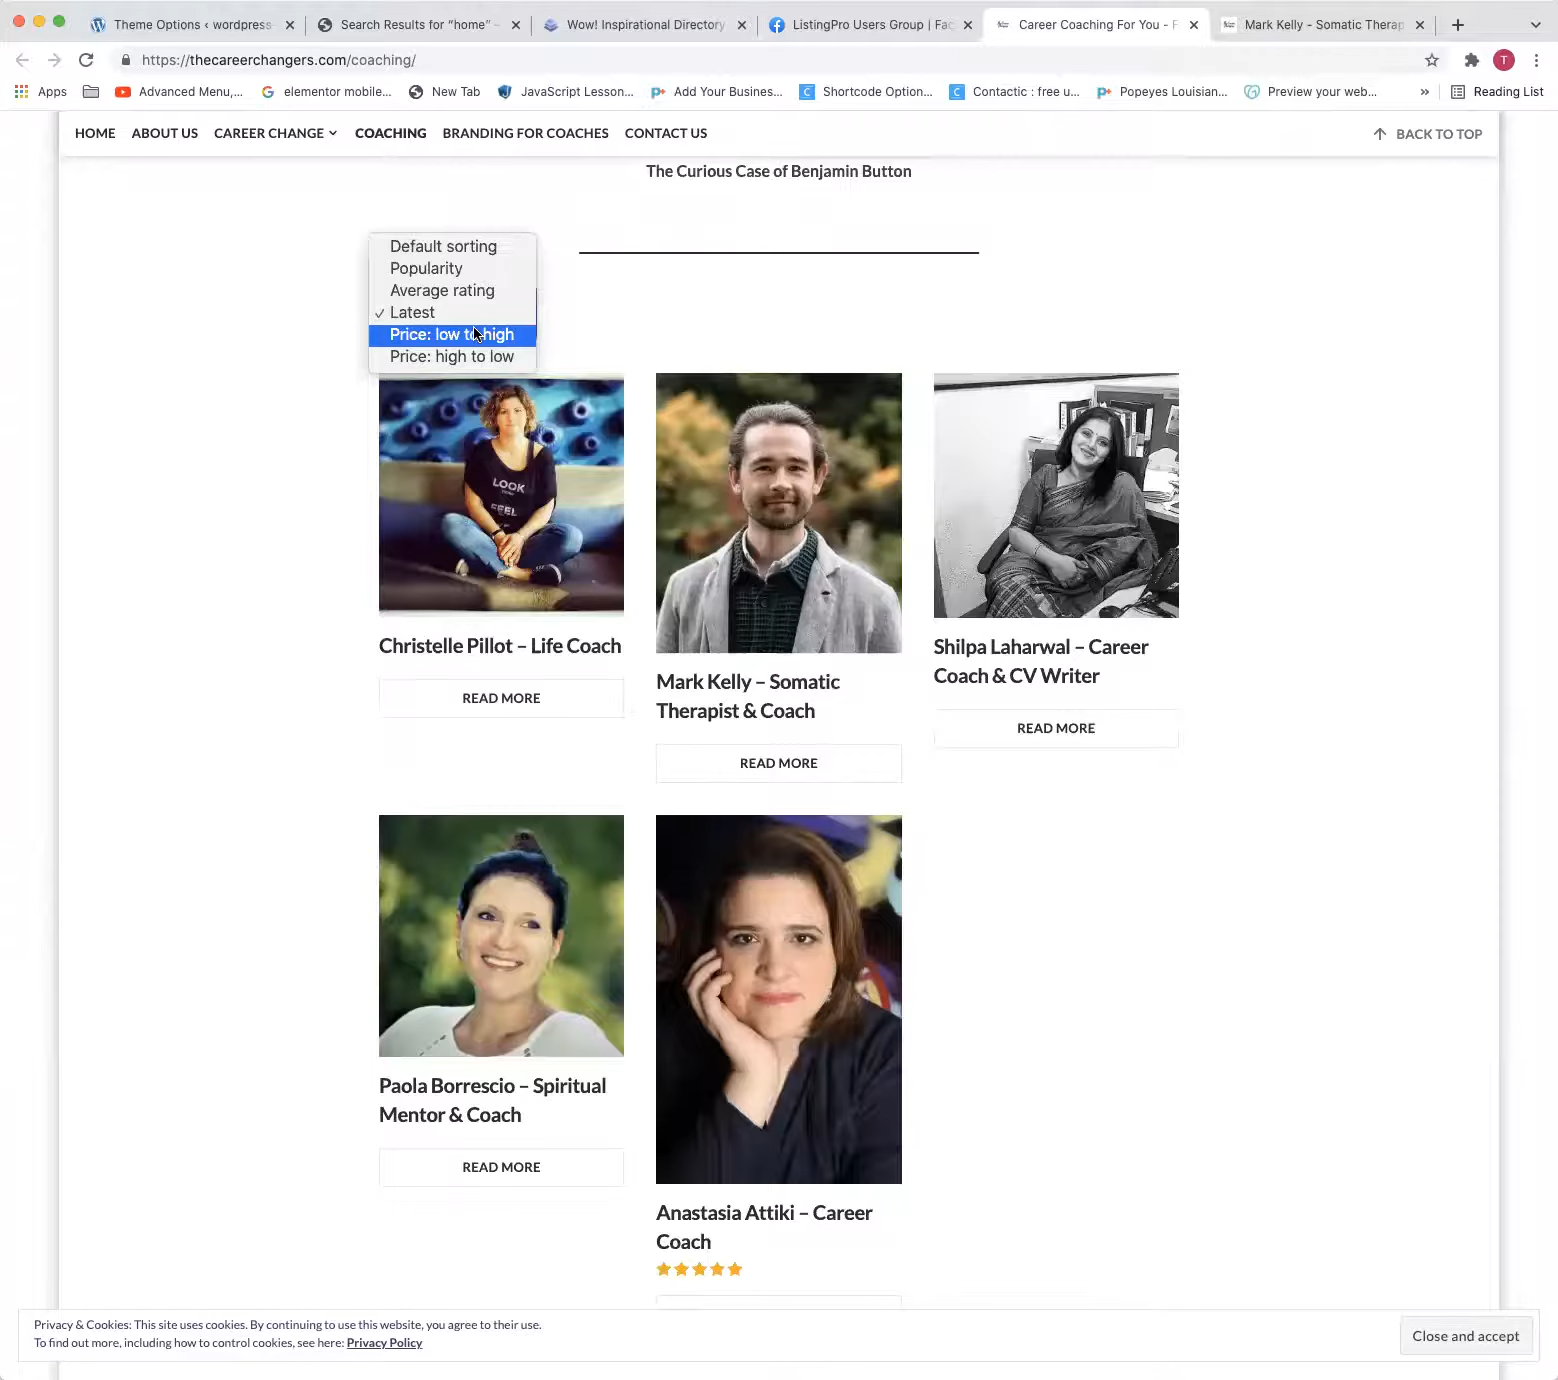 Theme Options ‹ wordpress
Search Results for “home” –
Wow! Inspirational Directory
ListingPro Users Group | Fac
Career Coaching For You - F
Mark Kelly - Somatic Therap
https://thecareerchangers.com/coaching/
T
Apps
Advanced Menu,...
elementor mobile...
New Tab
JavaScript Lesson...
Add Your Busines...
Shortcode Option...
Contactic : free u...
Popeyes Louisian...
Preview your web...
»
Reading List
HOME
ABOUT US
CAREER CHANGE
COACHING
BRANDING FOR COACHES
CONTACT US
BACK TO TOP
The Curious Case of Benjamin Button
Default sorting
Popularity
Average rating
✓ Latest
Price: low to high
Price: high to low
LOOK
FEEL
Christelle Pillot – Life Coach
READ MORE
Mark Kelly – Somatic
Therapist & Coach
READ MORE
Shilpa Laharwal – Career
Coach & CV Writer
READ MORE
Paola Borrescio – Spiritual
Mentor & Coach
READ MORE
Anastasia Attiki – Career
Coach
Privacy & Cookies: This site uses cookies. By continuing to use this website, you agree to their use.
To find out more, including how to control cookies, see here: Privacy Policy
Close and accept